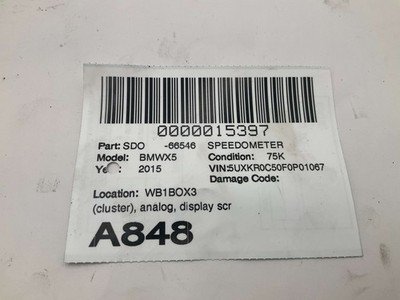 0000015397
Part: SDO -66546 SPEEDOMETER
Model: BMWX5 Condition: 75K
2015 VIN:5UXKR0C50F0P01067
Damage Code:
Location: WB1BOX3
(cluster), analog, display scr
A848